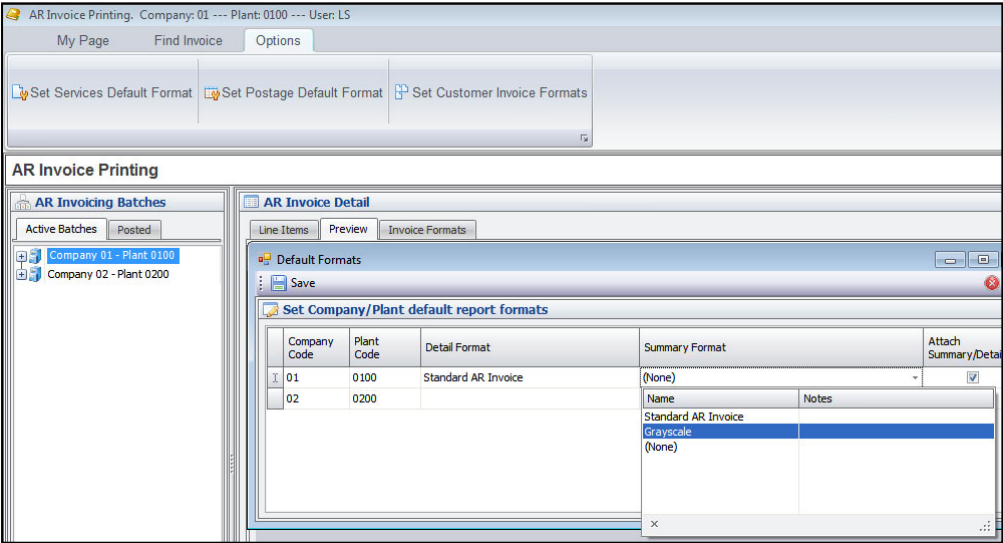 AR Invoice Printing. Company: 01 --- Plant: 0100 --- User: LS
My Page Find Invoice Options
Set Services Default Format Set Postage Default Format Set Customer Invoice Formats
AR Invoice Printing
AR Invoicing Batches
Active Batches Posted
Company 01 - Plant 0100
Company 02 - Plant 0200
AR Invoice Detail
Line Items Preview Invoice Formats
Default Formats
Save
Set Company/Plant default report formats
Company Code Plant Code Detail Format Summary Format Attach Summary/Detai
01 0100 Standard AR Invoice (None)
02 0200
Name Notes
Standard AR Invoice
Grayscale
(None)